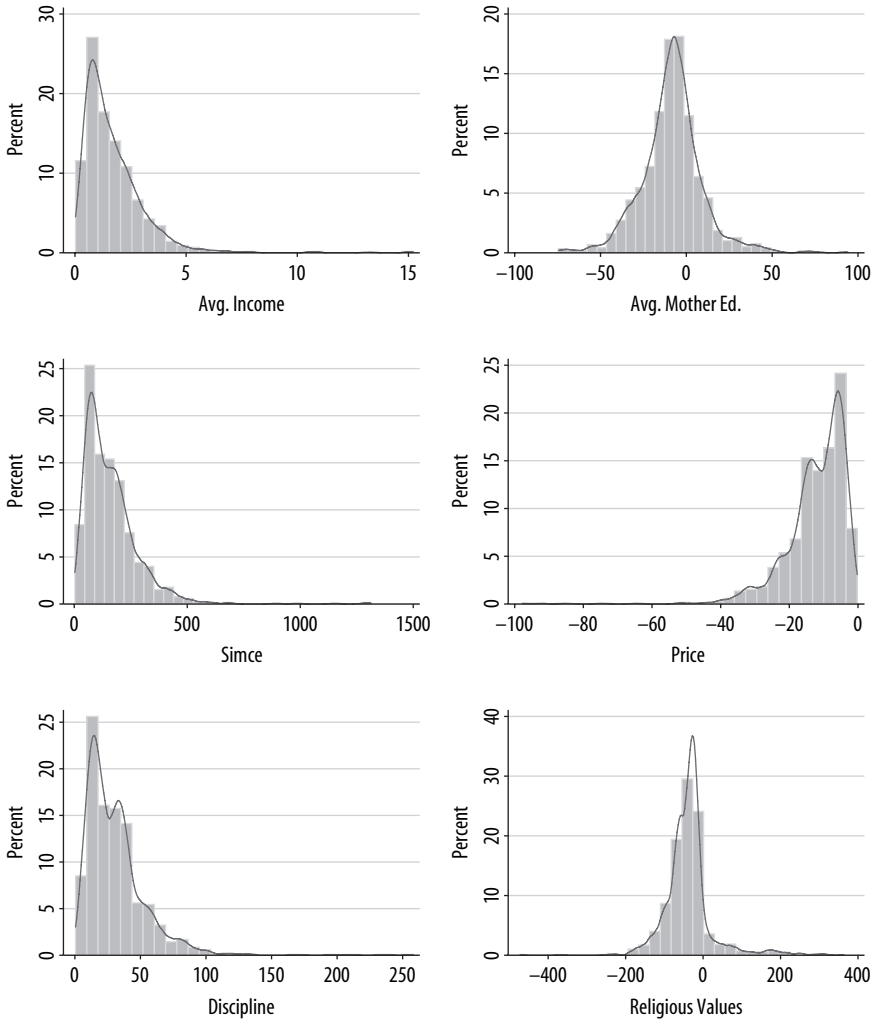 30
20
10
0
Percent
0 5 10 15
Avg. Income
20
15
10
5
0
Percent
−100 −50 0 50 100
Avg. Mother Ed.
25
20
15
10
5
0
Percent
0 500 1000 1500
Simce
25
20
15
10
5
0
Percent
−100 −80 −60 −40 −20 0
Price
25
20
15
10
5
0
Percent
0 50 100 150 200 250
Discipline
40
30
20
10
0
Percent
−400 −200 0 200 400
Religious Values